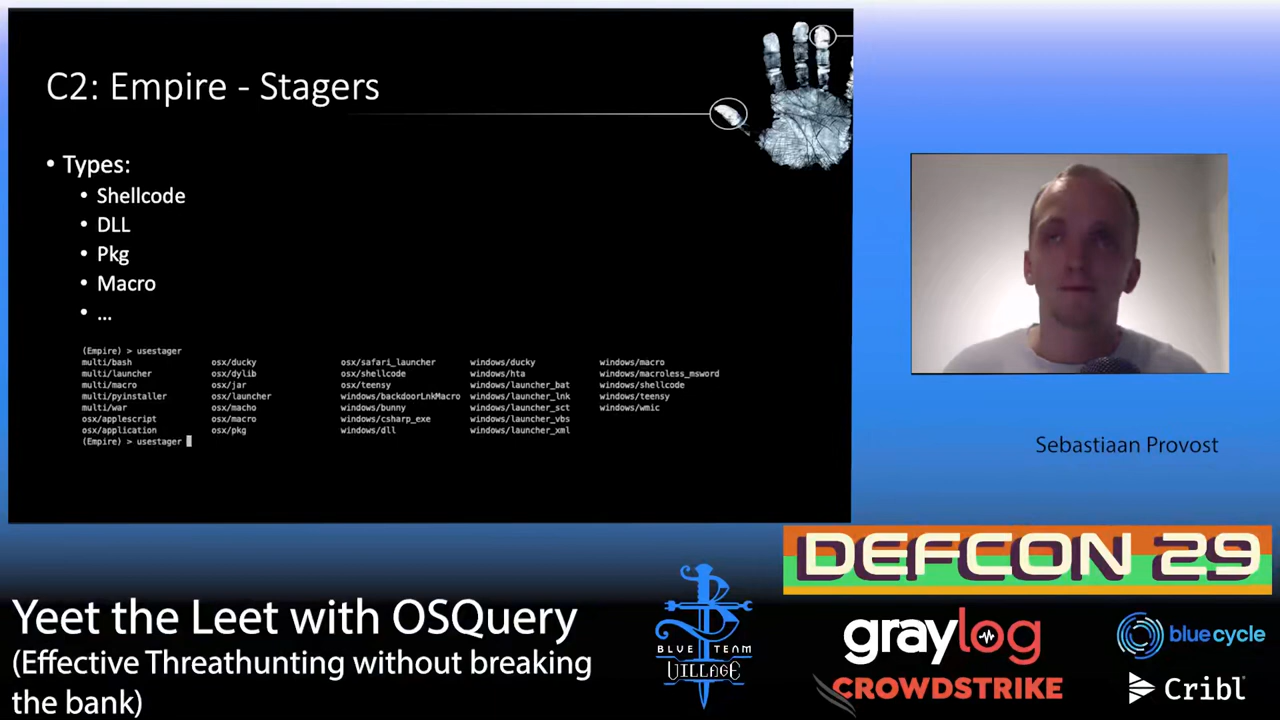 C2: Empire - Stagers
• Types:
• Shellcode
• DLL
• Pkg
• Macro
• ...
(Empire) > usestager
multi/bash osx/ducky osx/safari_launcher windows/ducky windows/macro
multi/launcher osx/dylib osx/shellcode windows/hta windows/macroless_msword
multi/macro osx/jar osx/teensy windows/launcher_bat windows/shellcode
multi/pyinstaller osx/launcher windows/backdoorLnkMacro windows/launcher_lnk windows/teensy
multi/war osx/macho windows/bunny windows/launcher_sct windows/wmic
osx/applescript osx/macro windows/csharp_exe windows/launcher_vbs
osx/application osx/pkg windows/dll windows/launcher_xml
(Empire) > usestager
Sebastiaan Provost
DEFCON 29
Yeet the Leet with OSQuery
(Effective Threathunting without breaking
the bank)
BLUE TEAM
VILLAGE
graylog
bluecycle
CROWDSTRIKE
Cribl